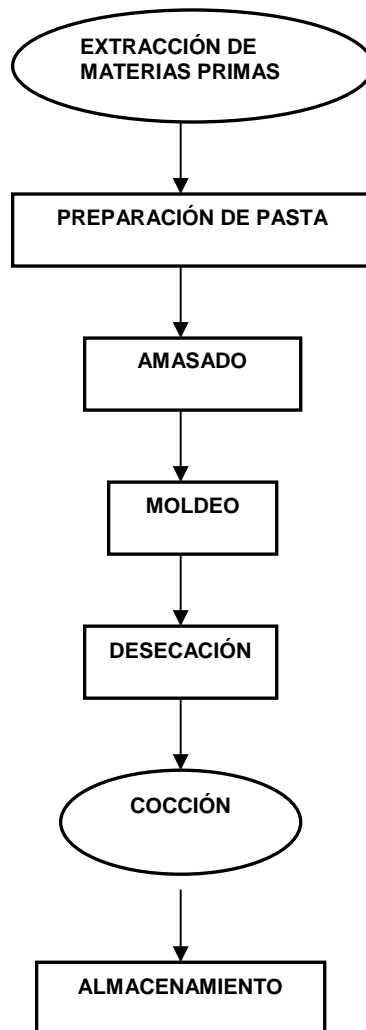 EXTRACCIÓN DE
MATERIAS PRIMAS
PREPARACIÓN DE PASTA
AMASADO
MOLDEO
DESECACIÓN
COCCIÓN
ALMACENAMIENTO